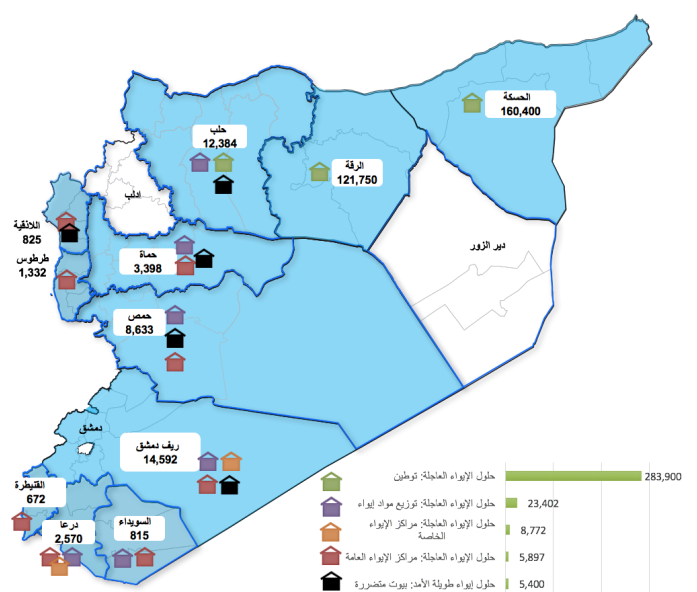 الحسكة
160,400
حلب
12,384
الرقة
121,750
ادلب
اللاذقية
825
دير الزور
حماة
3,398
طرطوس
1,332
حمص
8,633
دمشق
ريف دمشق
14,592
القنيطرة
672
درعا
2,570
السويداء
815
حلول الإيواء العاجلة: توطين
283,900
حلول الإيواء العاجلة: توزيع مواد إيواء
23,402
حلول الإيواء العاجلة: مراكز الإيواء
الخاصة
8,772
حلول الإيواء العاجلة: مراكز الإيواء العامة
5,897
حلول إيواء طويلة الأمد: بيوت متضررة
5,400